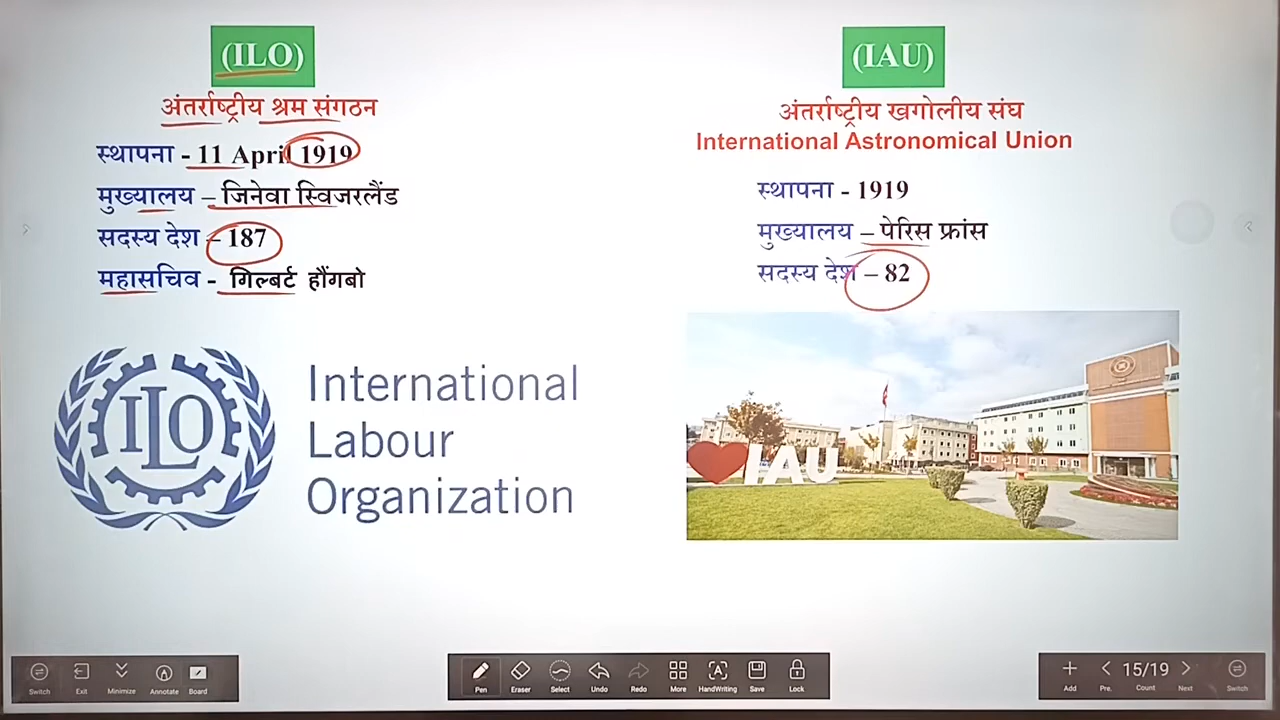 (ILO)
अंतर्राष्ट्रीय श्रम संगठन
स्थापना - 11 April 1919
मुख्यालय – जिनेवा स्विजरलैंड
सदस्य देश – 187
महासचिव - गिल्बर्ट हौंगबो
ILO
International
Labour
Organization
(IAU)
अंतर्राष्ट्रीय खगोलीय संघ
International Astronomical Union
स्थापना - 1919
मुख्यालय – पेरिस फ्रांस
सदस्य देश – 82
IAU
Switch
Exit
Minimize
Annotate
Board
Pen
Eraser
Select
Undo
Redo
More
HandWriting
Save
Lock
Add
Pre.
15/19
Count
Next
Switch